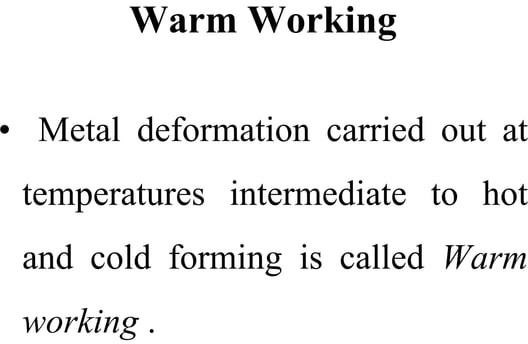 Warm Working
• Metal deformation carried out at
temperatures intermediate to hot
and cold forming is called Warm
working .